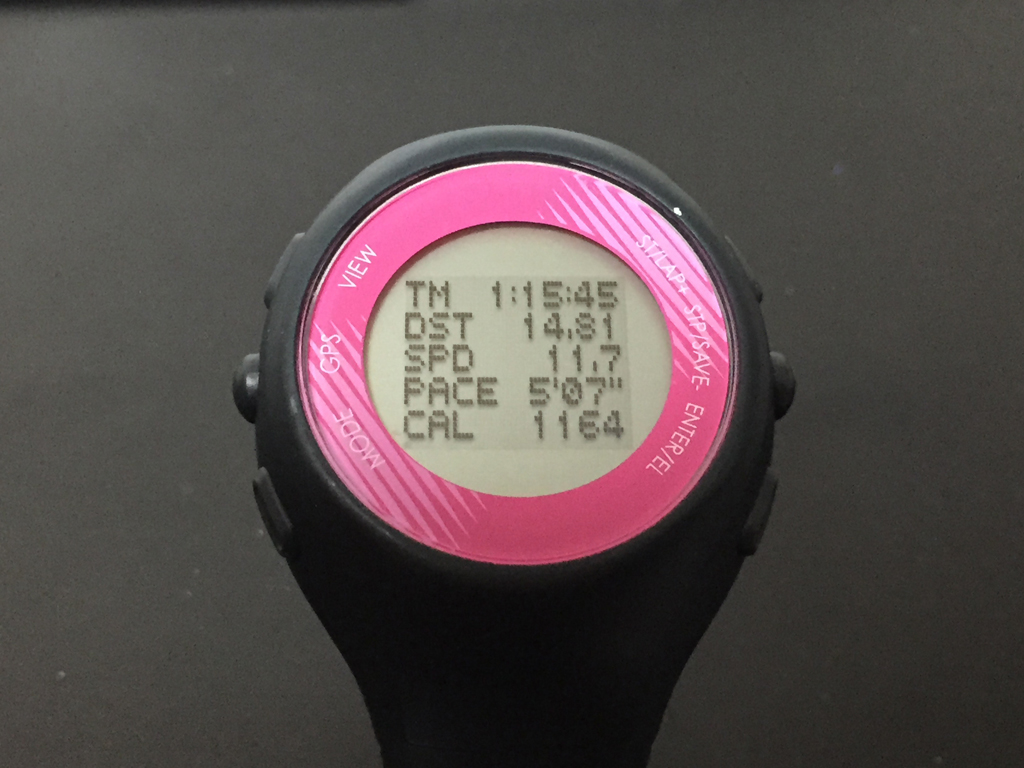 VIEW
GPS
MODE
ST/LAP+
STP/SAVE-
ENTER/EL
TM 1:15:45
DST 14.81
SPD 11.7
PACE 5'07"
CAL 1164